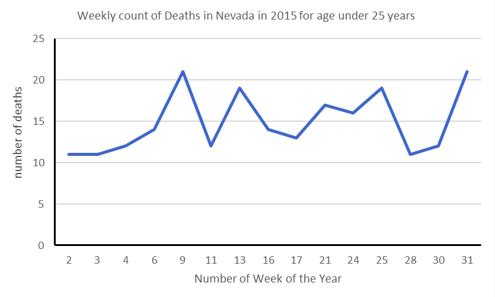 Weekly count of Deaths in Nevada in 2015 for age under 25 years
25
20
15
10
5
0
number of deaths
2 3 4 6 9 11 13 16 17 21 24 25 28 30 31
Number of Week of the Year